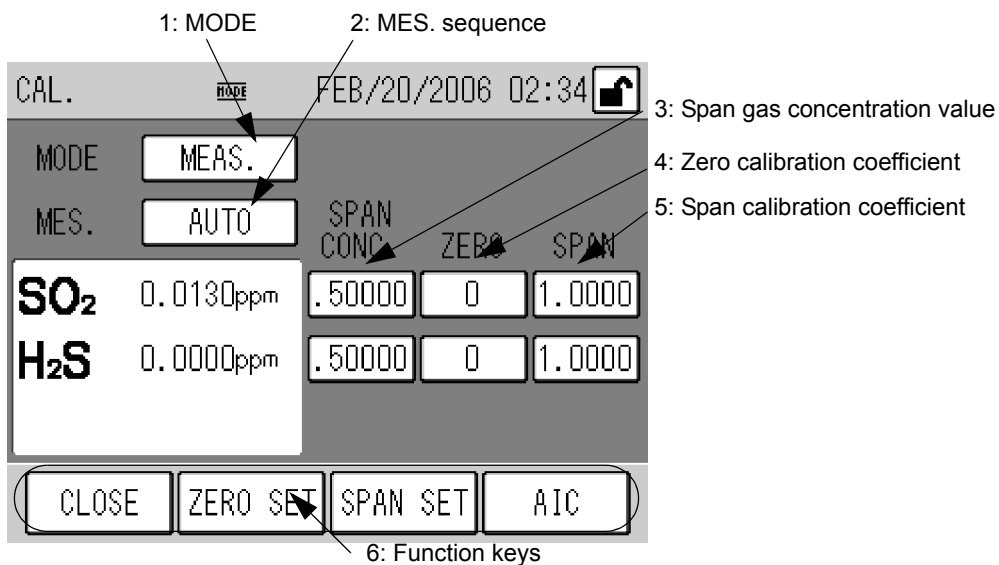 1: MODE 2: MES. sequence
CAL. MODE FEB/20/2006 02:34
3: Span gas concentration value
MODE MEAS.
4: Zero calibration coefficient
MES. AUTO SPAN CONC. ZERO SPAN
5: Span calibration coefficient
SO₂ 0.0130ppm .50000 0 1.0000
H₂S 0.0000ppm .50000 0 1.0000
CLOSE ZERO SET SPAN SET AIC
6: Function keys